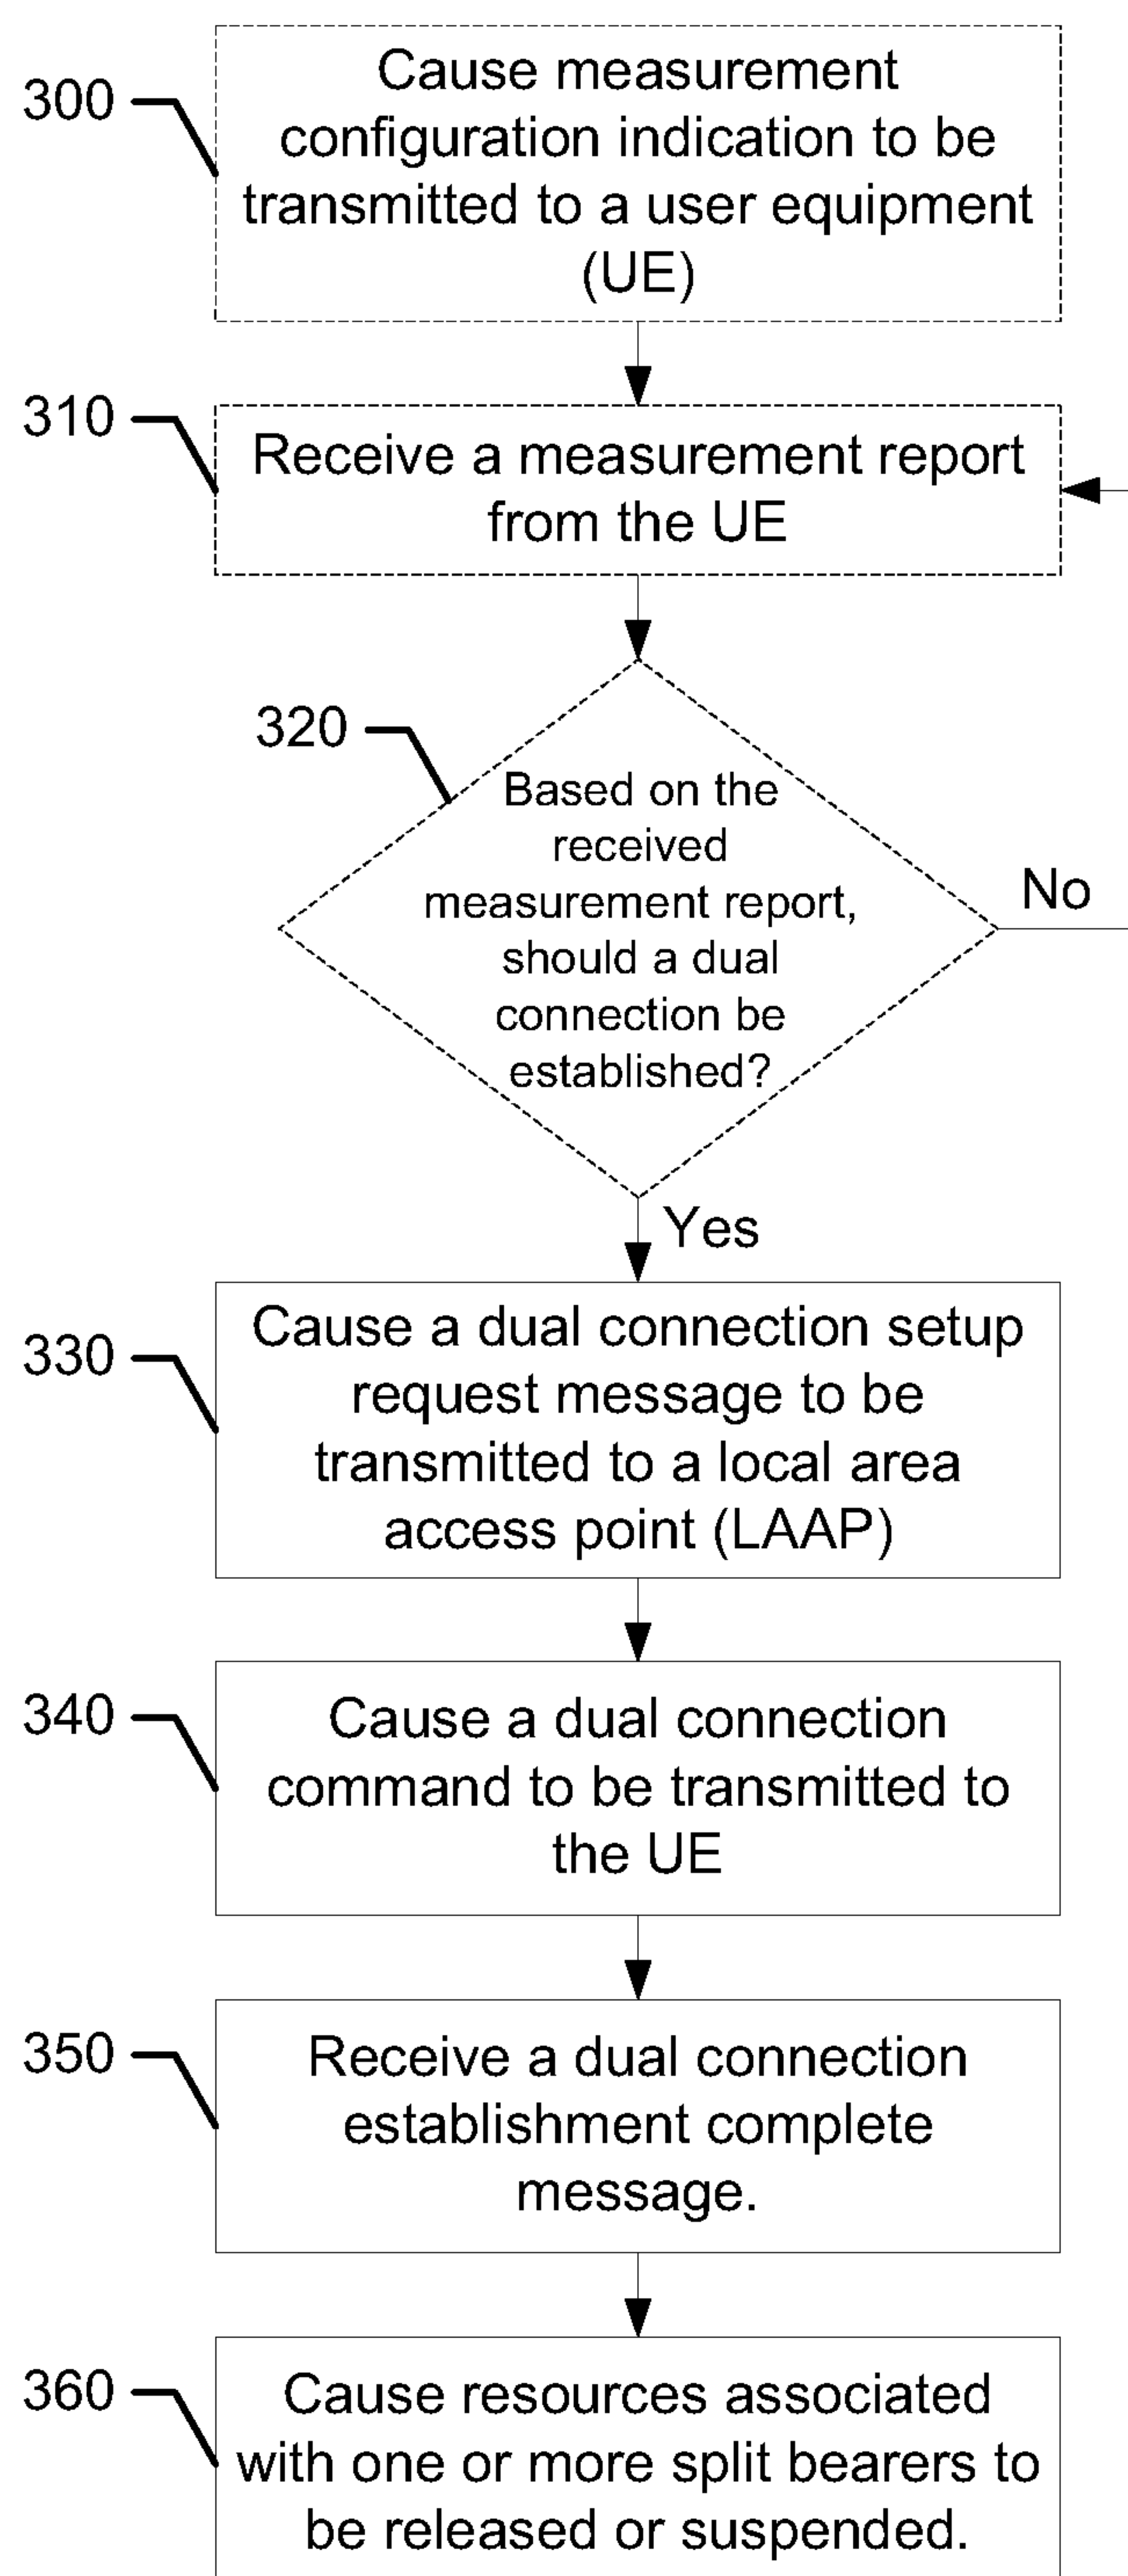 300
Cause measurement
configuration indication to be
transmitted to a user equipment
(UE)
310
Receive a measurement report
from the UE
320
Based on the
received
measurement report,
should a dual
connection be
established?
No
Yes
330
Cause a dual connection setup
request message to be
transmitted to a local area
access point (LAAP)
340
Cause a dual connection
command to be transmitted to
the UE
350
Receive a dual connection
establishment complete
message.
360
Cause resources associated
with one or more split bearers to
be released or suspended.